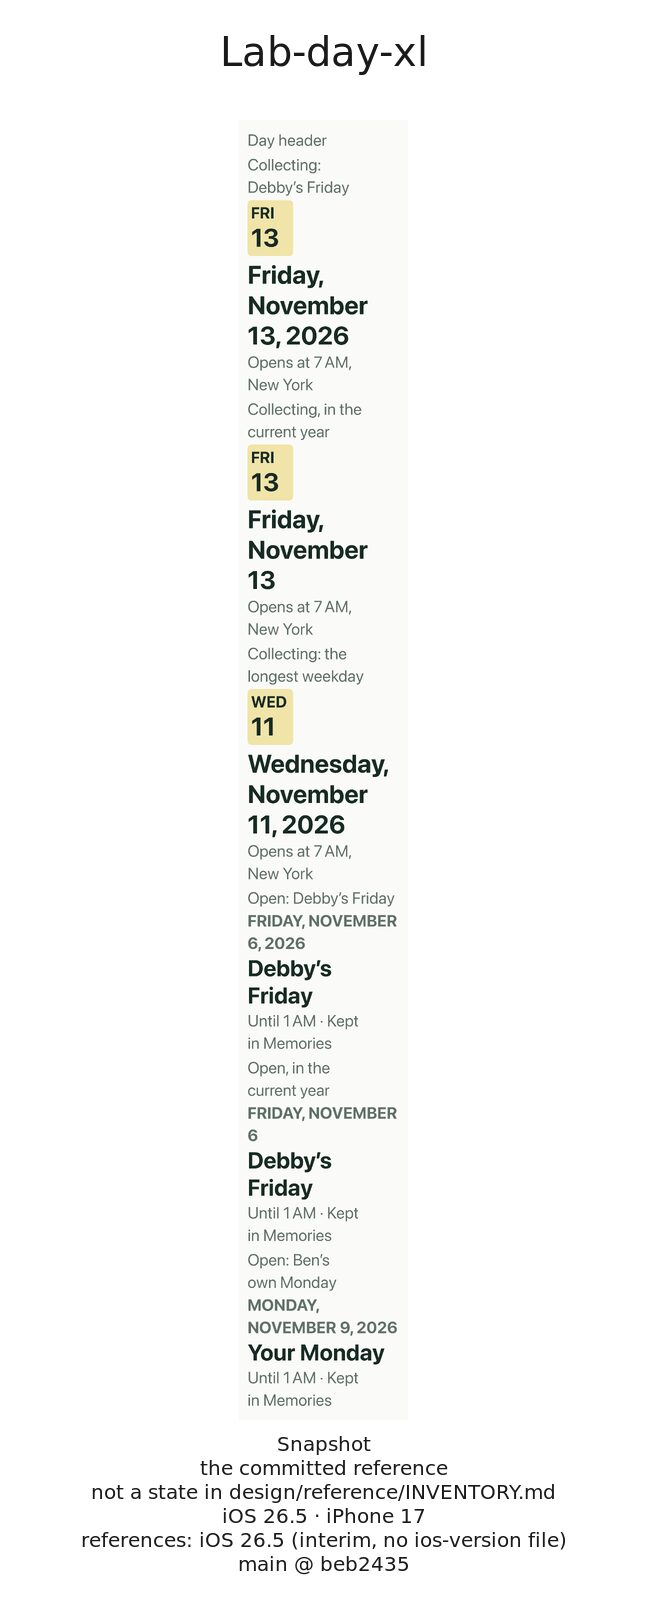 Lab-day-xl
Day header
Collecting:
Debby’s Friday
FRI
13
Friday,
November
13, 2026
Opens at 7 AM,
New York
Collecting, in the
current year
FRI
13
Friday,
November
13
Opens at 7 AM,
New York
Collecting: the
longest weekday
WED
11
Wednesday,
November
11, 2026
Opens at 7 AM,
New York
Open: Debby’s Friday
FRIDAY, NOVEMBER
6, 2026
Debby’s
Friday
Until 1 AM · Kept
in Memories
Open, in the
current year
FRIDAY, NOVEMBER
6
Debby’s
Friday
Until 1 AM · Kept
in Memories
Open: Ben’s
own Monday
MONDAY,
NOVEMBER 9, 2026
Your Monday
Until 1 AM · Kept
in Memories
Snapshot
the committed reference
not a state in design/reference/INVENTORY.md
iOS 26.5 · iPhone 17
references: iOS 26.5 (interim, no ios-version file)
main @ beb2435